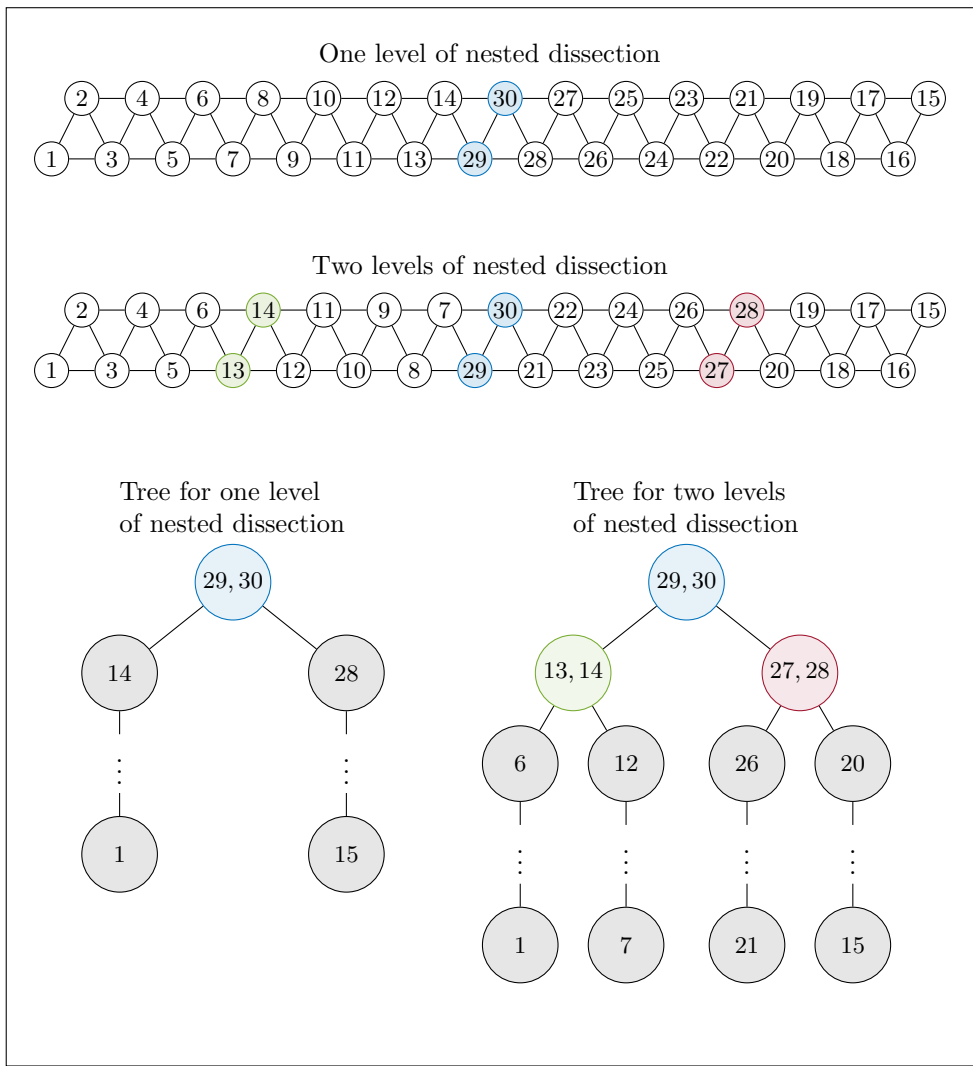 One level of nested dissection
2 4 6 8 10 12 14 30 27 25 23 21 19 17 15
1 3 5 7 9 11 13 29 28 26 24 22 20 18 16
Two levels of nested dissection
2 4 6 14 11 9 7 30 22 24 26 28 19 17 15
1 3 5 13 12 10 8 29 21 23 25 27 20 18 16
Tree for one level
of nested dissection
29, 30
14 28
⋮ ⋮
1 15
Tree for two levels
of nested dissection
29, 30
13, 14 27, 28
6 12 26 20
⋮ ⋮ ⋮ ⋮
1 7 21 15